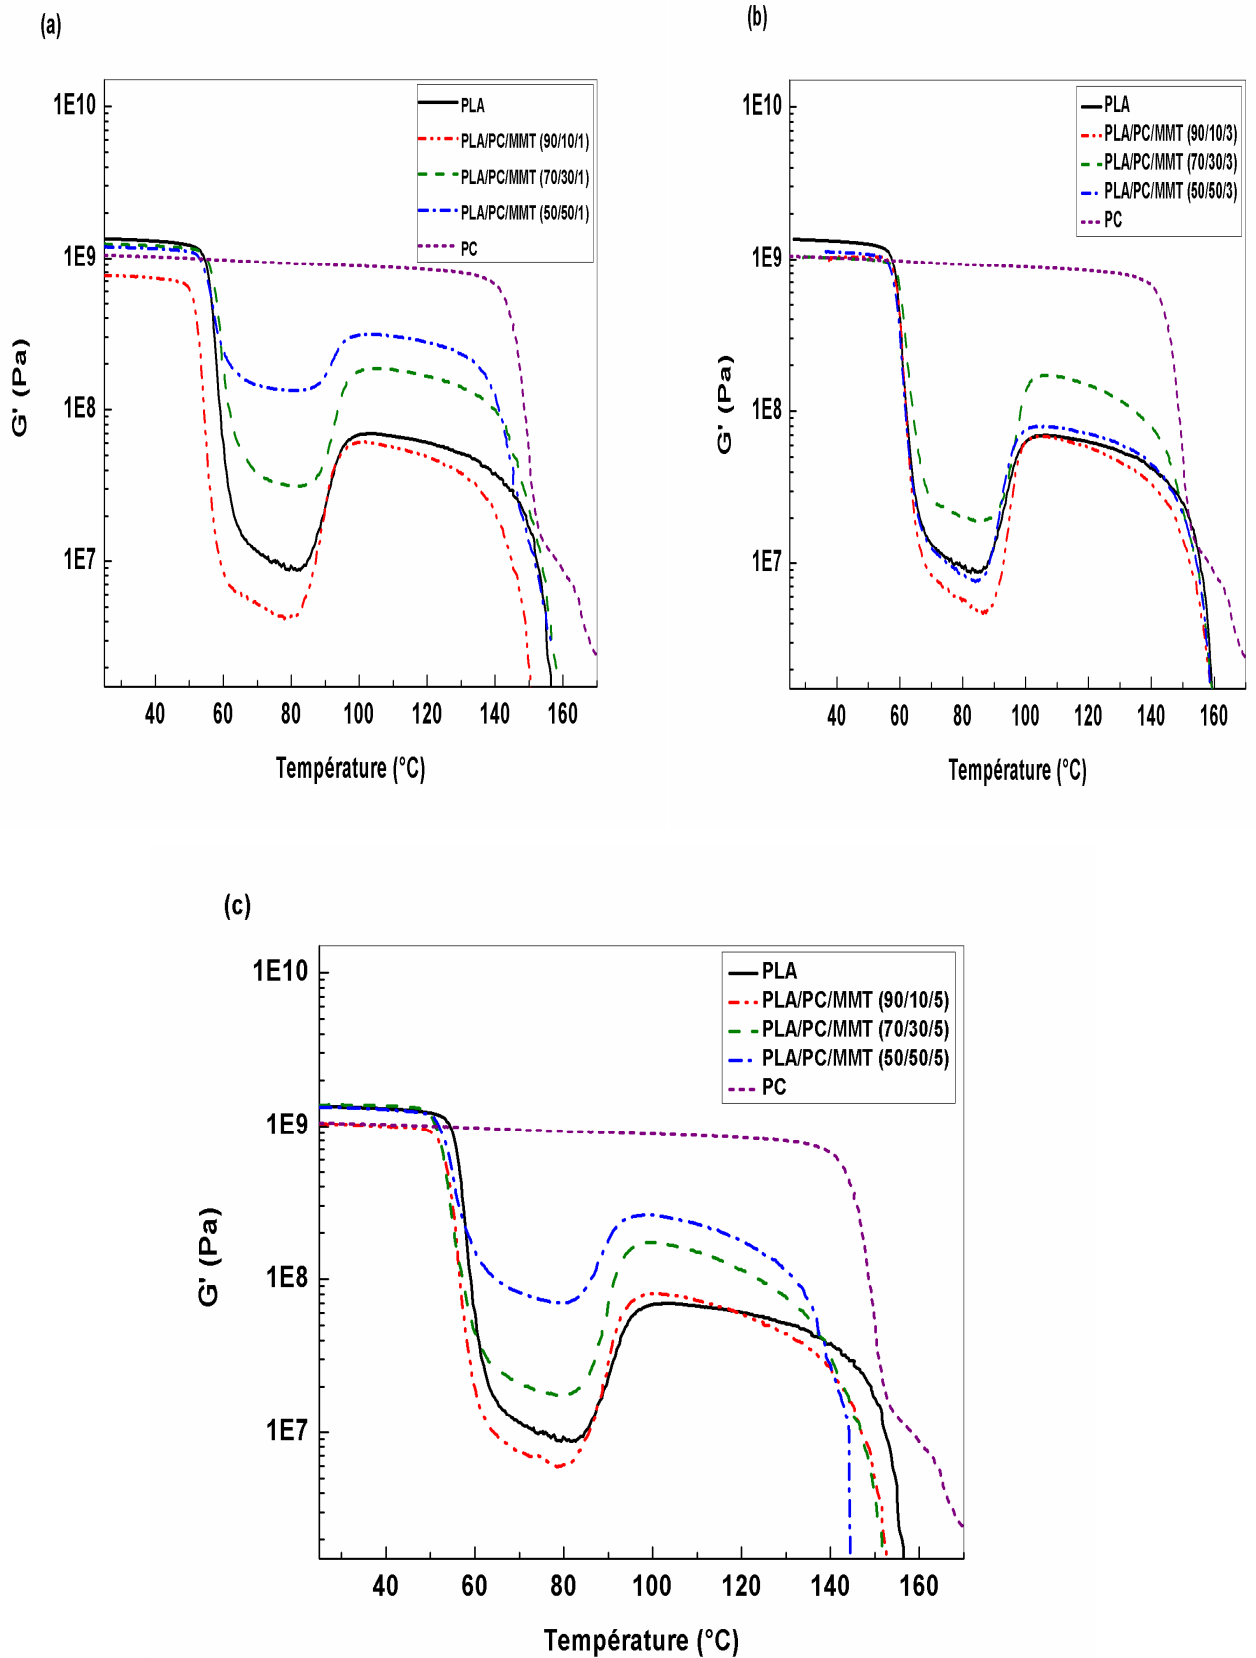 (a)
1E10
1E9
1E8
1E7
G' (Pa)
PLA
PLA/PC/MMT (90/10/1)
PLA/PC/MMT (70/30/1)
PLA/PC/MMT (50/50/1)
PC
40 60 80 100 120 140 160
Température (°C)
(b)
1E10
1E9
1E8
1E7
G' (Pa)
PLA
PLA/PC/MMT (90/10/3)
PLA/PC/MMT (70/30/3)
PLA/PC/MMT (50/50/3)
PC
40 60 80 100 120 140 160
Température (°C)
(c)
1E10
1E9
1E8
1E7
G' (Pa)
PLA
PLA/PC/MMT (90/10/5)
PLA/PC/MMT (70/30/5)
PLA/PC/MMT (50/50/5)
PC
40 60 80 100 120 140 160
Température (°C)